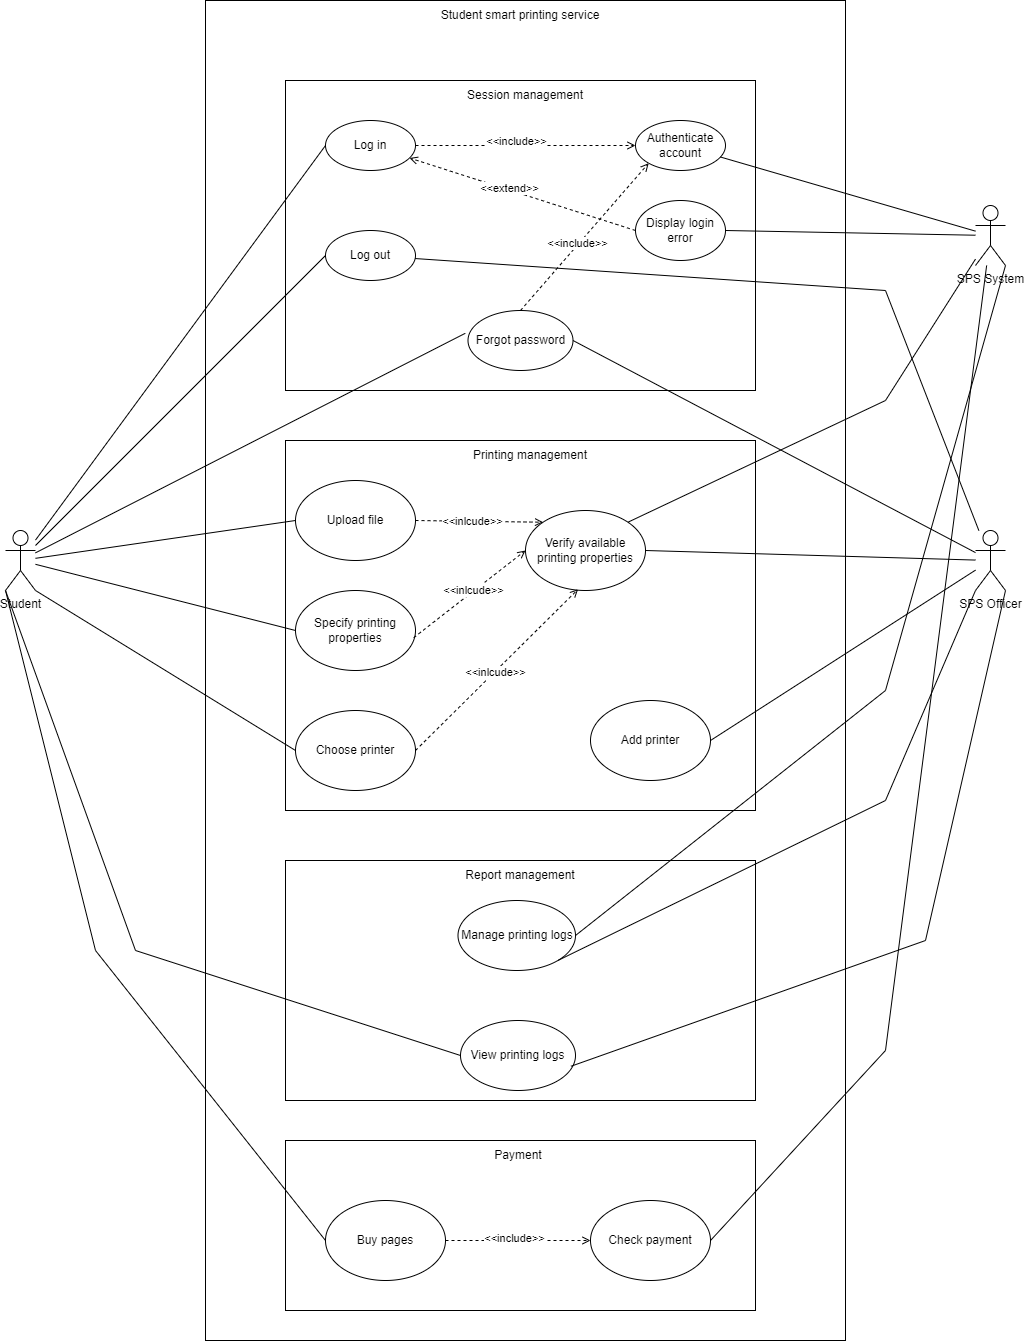 Student smart printing service
Session management
Log in
<<include>>
Authenticate
account
<<extend>>
Display login
error
<<include>>
Log out
SPS System
Forgot password
Printing management
Upload file
<<inlcude>>
Verify available
printing properties
<<inlcude>>
Student
SPS Officer
Specify printing
properties
<<inlcude>>
Choose printer
Add printer
Report management
Manage printing logs
View printing logs
Payment
Buy pages
<<include>>
Check payment